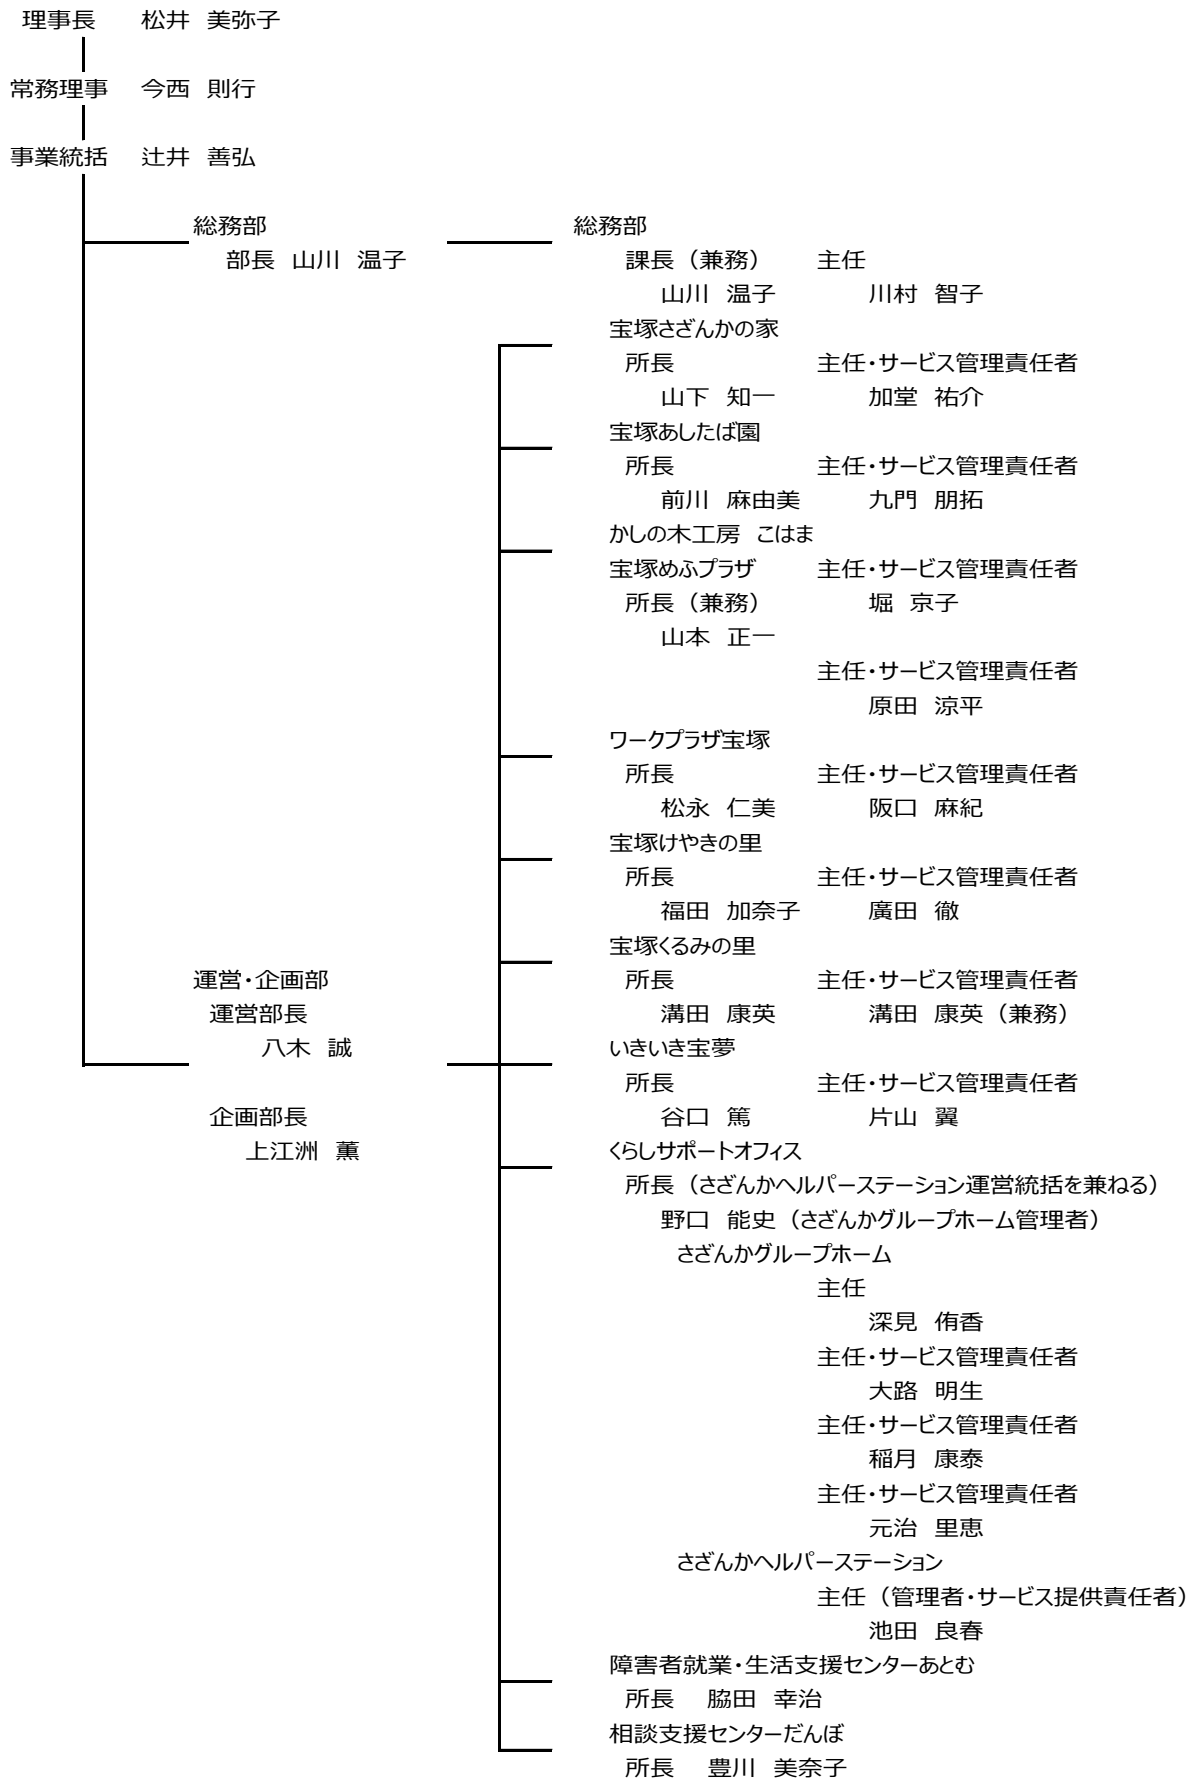 理事長 松井 美弥子
常務理事 今西 則行
事業統括 辻井 善弘
総務部 総務部
部長 山川 温子 課長（兼務） 主任
山川 温子 川村 智子
宝塚さざんかの家
所長 主任・サービス管理責任者
山下 知一 加堂 祐介
宝塚あしたば園
所長 主任・サービス管理責任者
前川 麻由美 九門 朋拓
かしの木工房 こはま
宝塚めふプラザ 主任・サービス管理責任者
所長（兼務） 堀 京子
山本 正一
主任・サービス管理責任者
原田 涼平
ワークプラザ宝塚
所長 主任・サービス管理責任者
松永 仁美 阪口 麻紀
宝塚けやきの里
所長 主任・サービス管理責任者
福田 加奈子 廣田 徹
宝塚くるみの里
運営・企画部 所長 主任・サービス管理責任者
運営部長 溝田 康英 溝田 康英（兼務）
八木 誠 いきいき宝夢
所長 主任・サービス管理責任者
企画部長 谷口 篤 片山 翼
上江洲 薫 くらしサポートオフィス
所長（さざんかヘルパーステーション運営統括を兼ねる）
野口 能史（さざんかグループホーム管理者）
さざんかグループホーム
主任
深見 侑香
主任・サービス管理責任者
大路 明生
主任・サービス管理責任者
稲月 康泰
主任・サービス管理責任者
元治 里恵
さざんかヘルパーステーション
主任（管理者・サービス提供責任者）
池田 良春
障害者就業・生活支援センターあとむ
所長 脇田 幸治
相談支援センターだんぼ
所長 豊川 美奈子